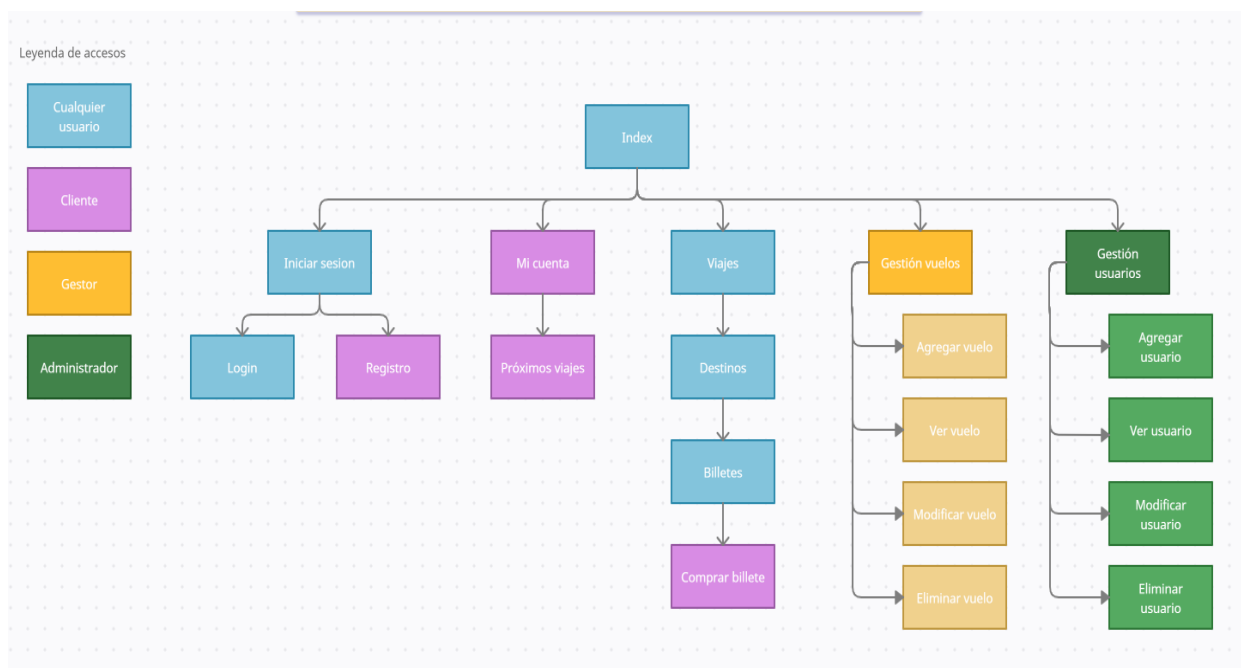 Leyenda de accesos
Cualquier
usuario
Cliente
Gestor
Administrador
Index
Iniciar sesion
Mi cuenta
Viajes
Gestión vuelos
Gestión
usuarios
Login
Registro
Próximos viajes
Destinos
Billetes
Comprar billete
Agregar vuelo
Ver vuelo
Modificar vuelo
Eliminar vuelo
Agregar
usuario
Ver usuario
Modificar
usuario
Eliminar
usuario